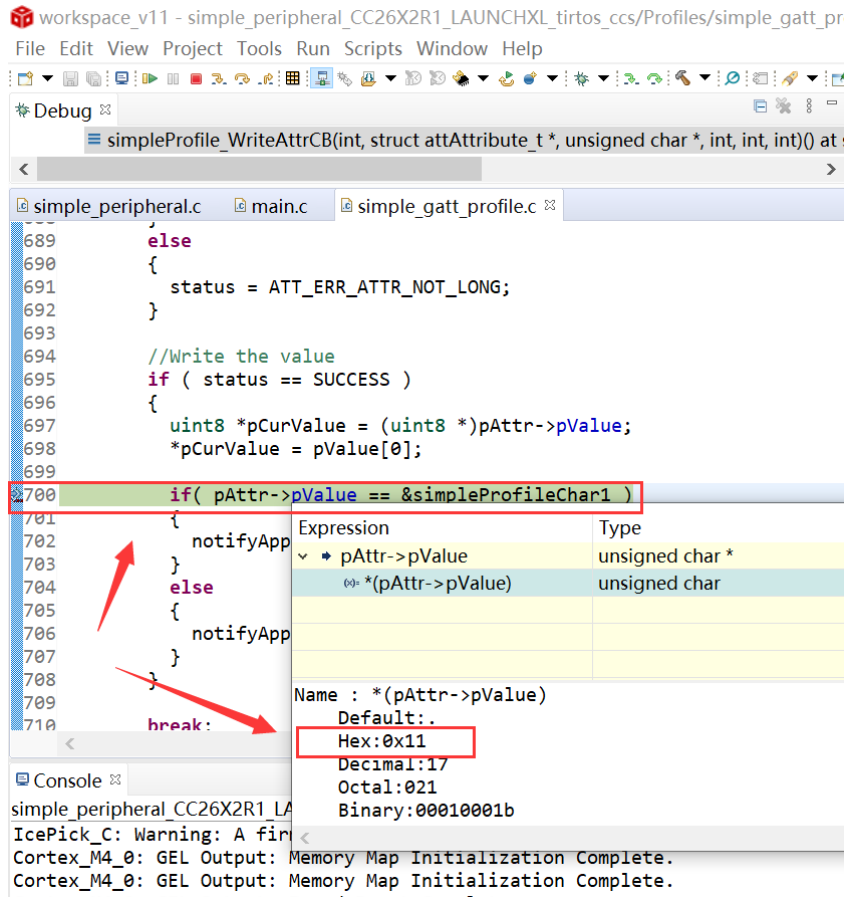 workspace_v11 - simple_peripheral_CC26X2R1_LAUNCHXL_tirtos_ccs/Profiles/simple_gatt_pr
File Edit View Project Tools Run Scripts Window Help
Debug
simpleProfile_WriteAttrCB(int, struct attAttribute_t *, unsigned char *, int, int, int)() at
simple_peripheral.c main.c simple_gatt_profile.c
689 else
690 {
691 status = ATT_ERR_ATTR_NOT_LONG;
692 }
693
694 //Write the value
695 if ( status == SUCCESS )
696 {
697 uint8 *pCurValue = (uint8 *)pAttr->pValue;
698 *pCurValue = pValue[0];
699
700 if( pAttr->pValue == &simpleProfileChar1 )
701 {
702 notifyApp
703 }
704 else
705 {
706 notifyApp
707 }
708 }
709
710 break;
Expression Type
pAttr->pValue unsigned char *
(x)= *(pAttr->pValue) unsigned char
Name : *(pAttr->pValue)
Default:.
Hex:0x11
Decimal:17
Octal:021
Binary:00010001b
Console
simple_peripheral_CC26X2R1_LA
IcePick_C: Warning: A fir
Cortex_M4_0: GEL Output: Memory Map Initialization Complete.
Cortex_M4_0: GEL Output: Memory Map Initialization Complete.